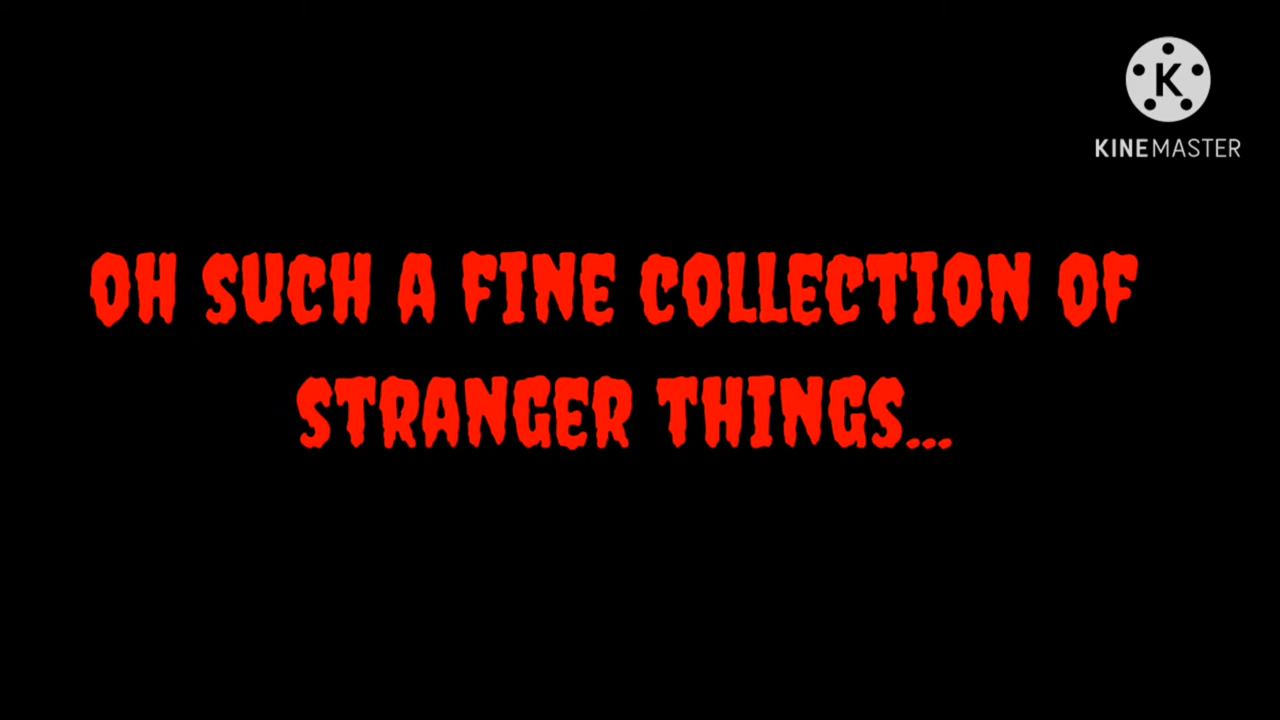 K
KINEMASTER
OH SUCH A FINE COLLECTION OF
STRANGER THINGS...